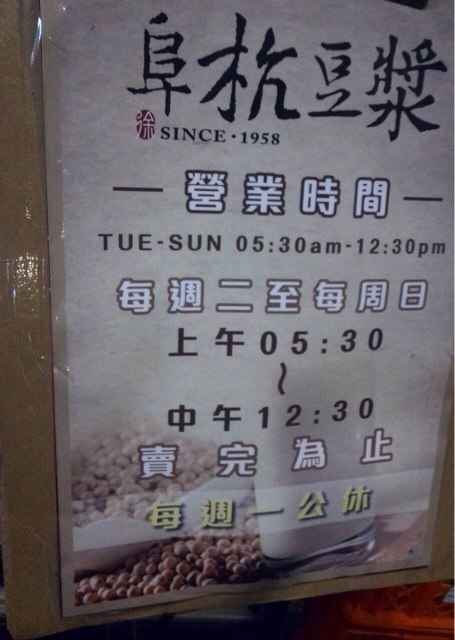 阜杭豆漿
徐 SINCE·1958
— 營業時間 —
TUE-SUN 05:30am-12:30pm
每週二至每周日
上午05:30
~
中午12:30
賣完為止
每週一公休